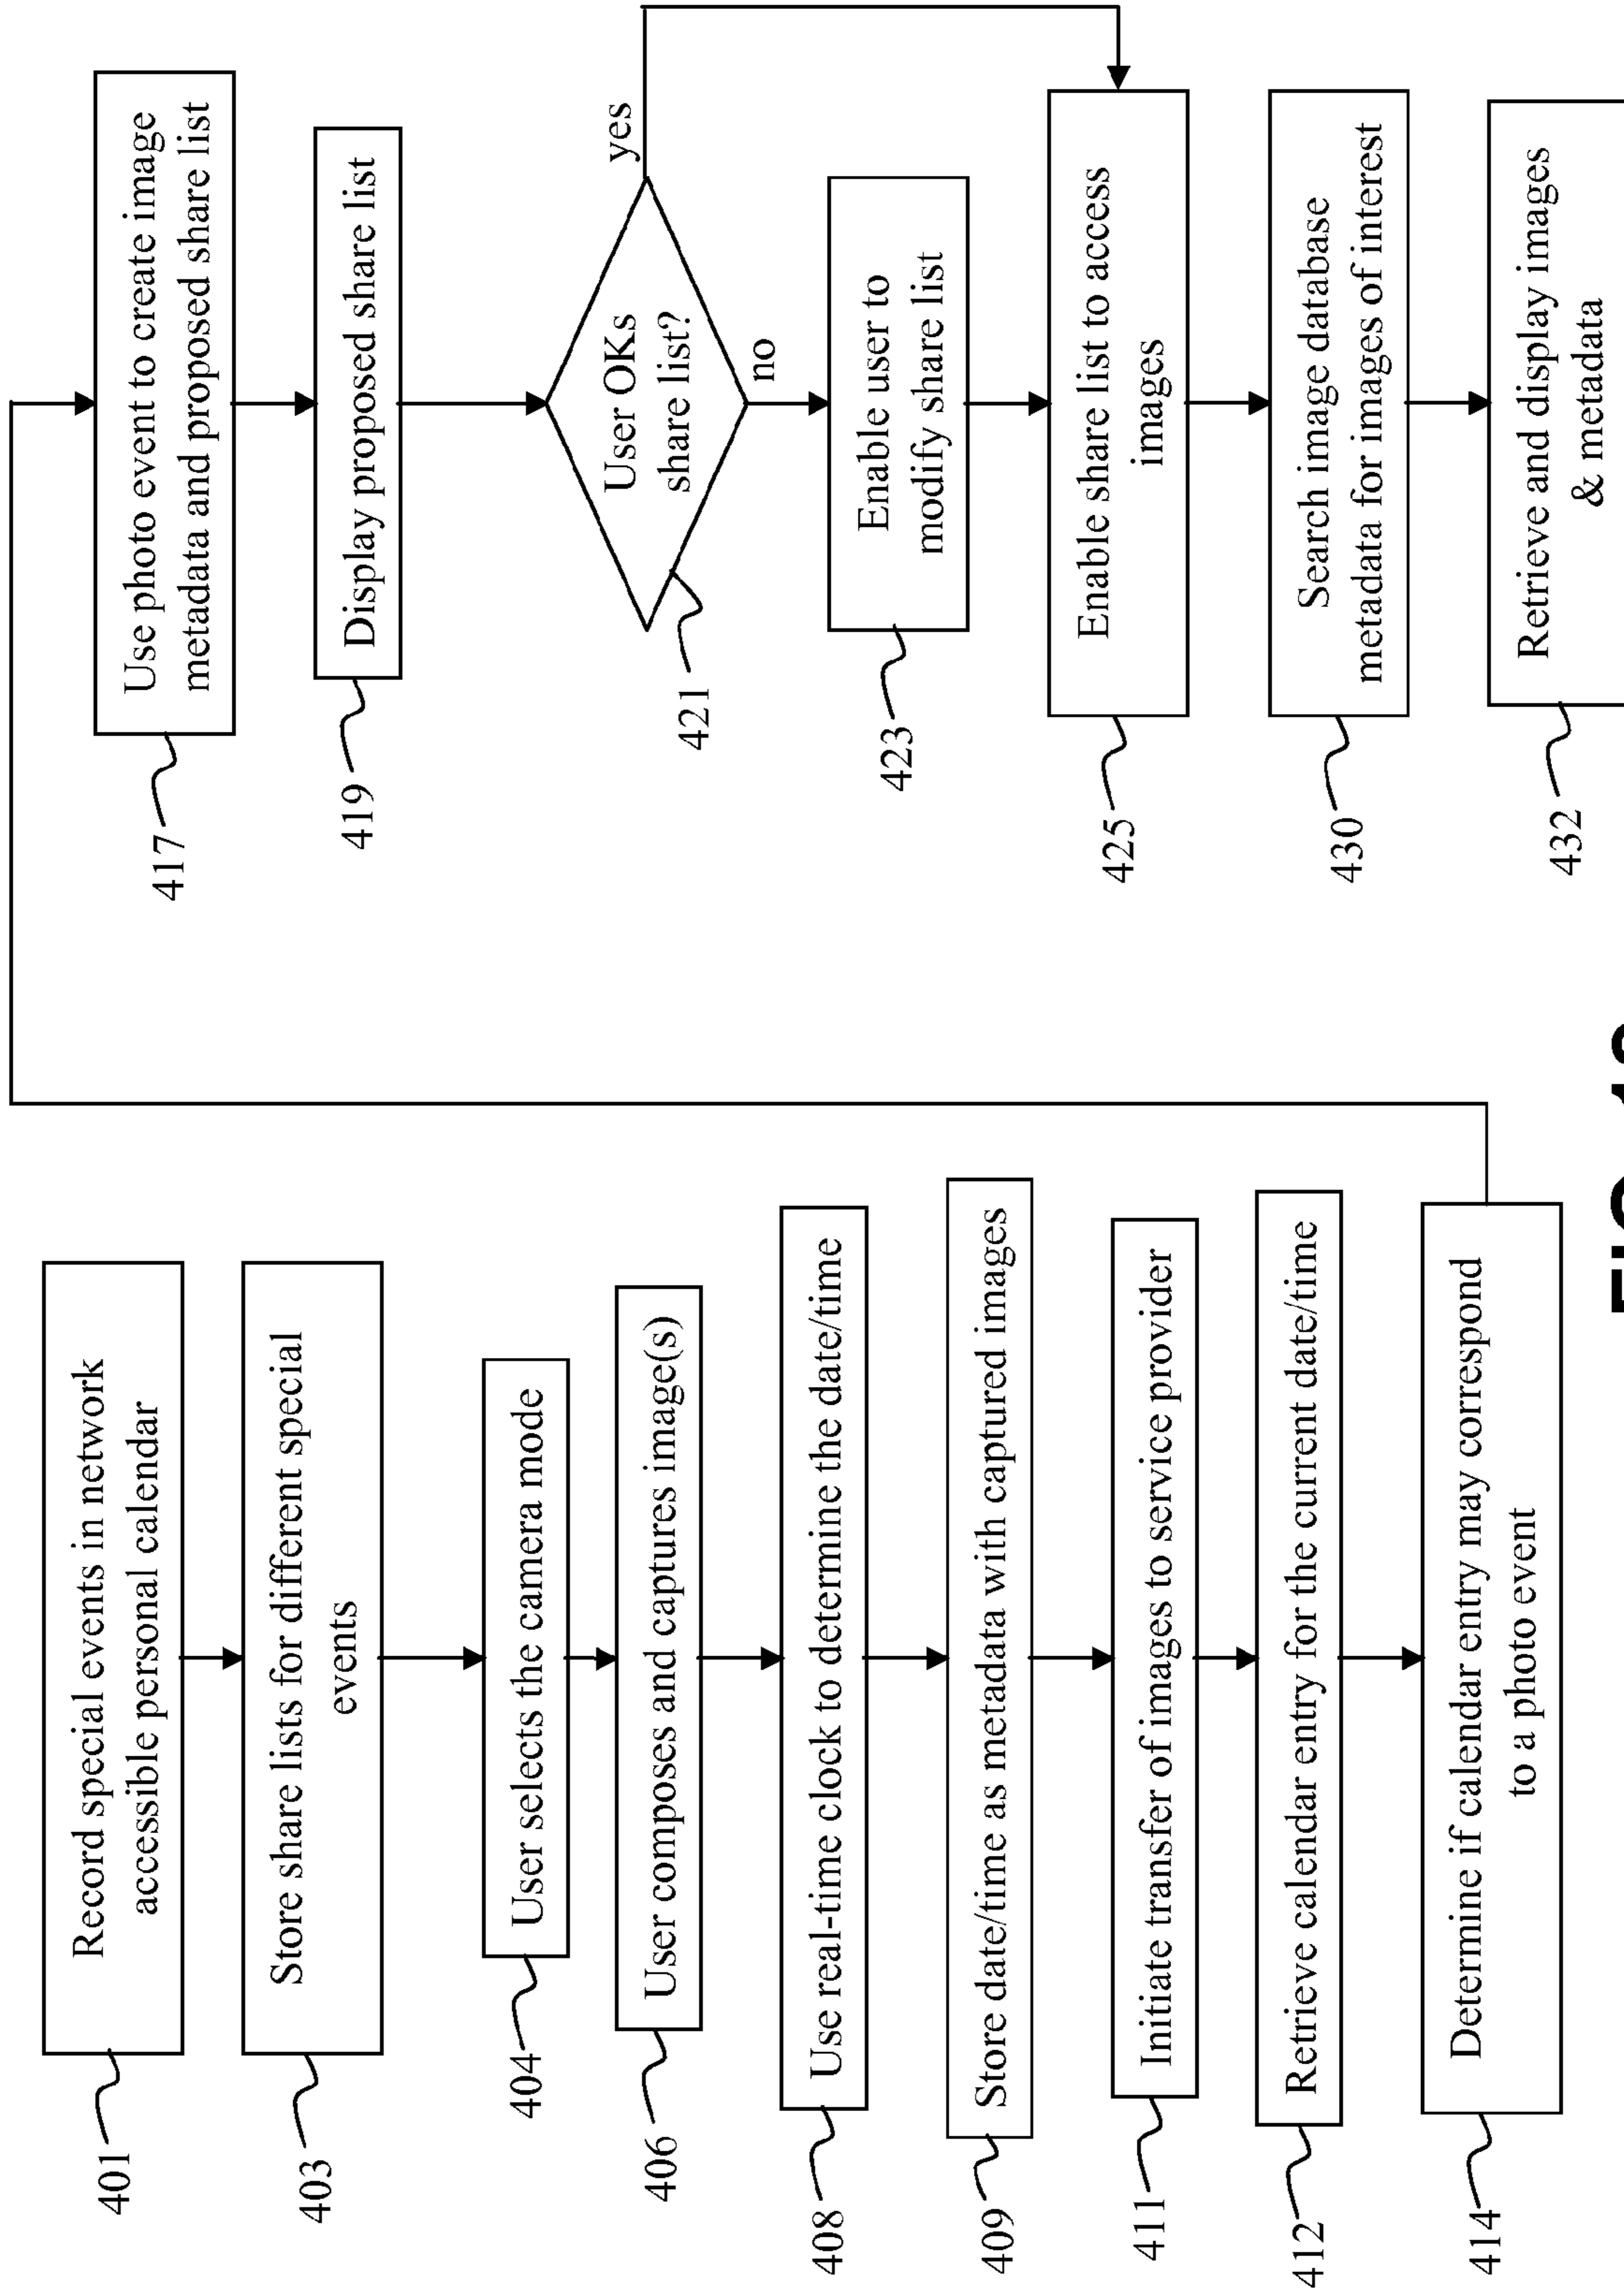 401
Record special events in network
accessible personal calendar
403
Store share lists for different special
events
404
User selects the camera mode
406
User composes and captures image(s)
408
Use real-time clock to determine the date/time
409
Store date/time as metadata with captured images
411
Initiate transfer of images to service provider
412
Retrieve calendar entry for the current date/time
414
Determine if calendar entry may correspond
to a photo event
417
Use photo event to create image
metadata and proposed share list
419
Display proposed share list
421
User OKs
share list?
yes
no
423
Enable user to
modify share list
425
Enable share list to access
images
430
Search image database
metadata for images of interest
432
Retrieve and display images
& metadata